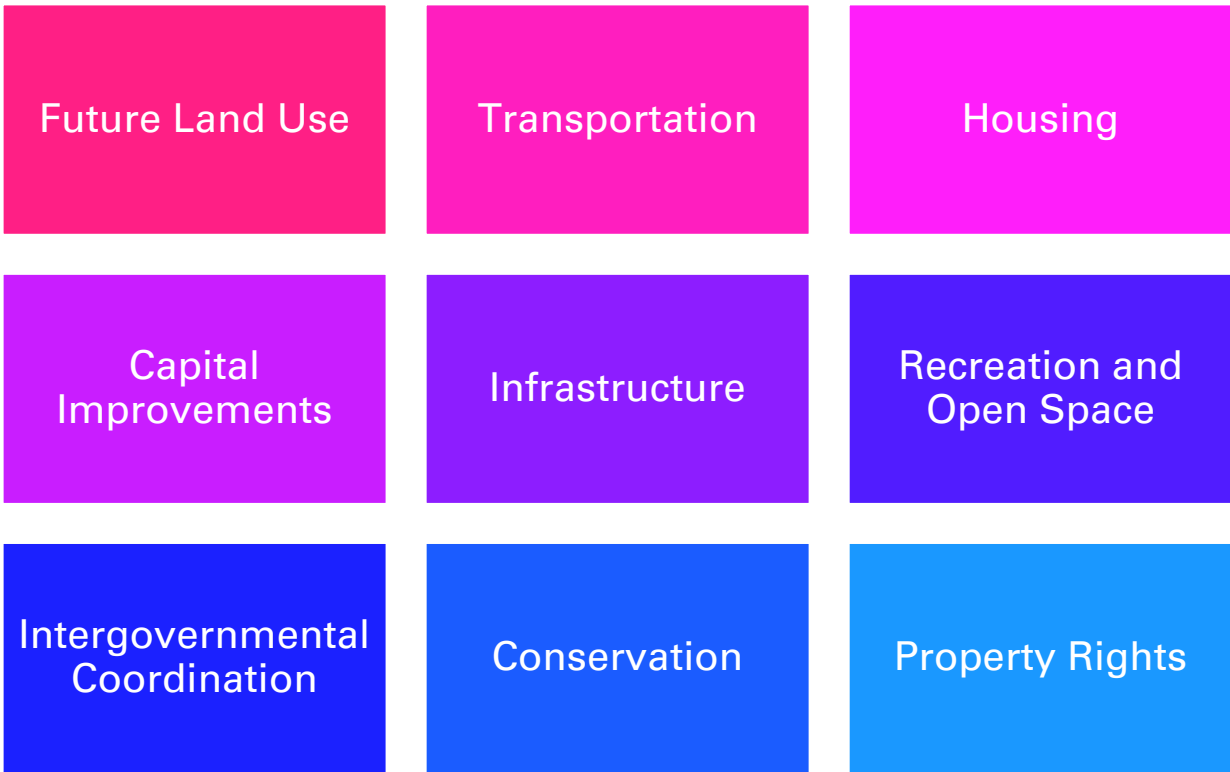 Future Land Use
Transportation
Housing
Capital
Improvements
Infrastructure
Recreation and
Open Space
Intergovernmental
Coordination
Conservation
Property Rights